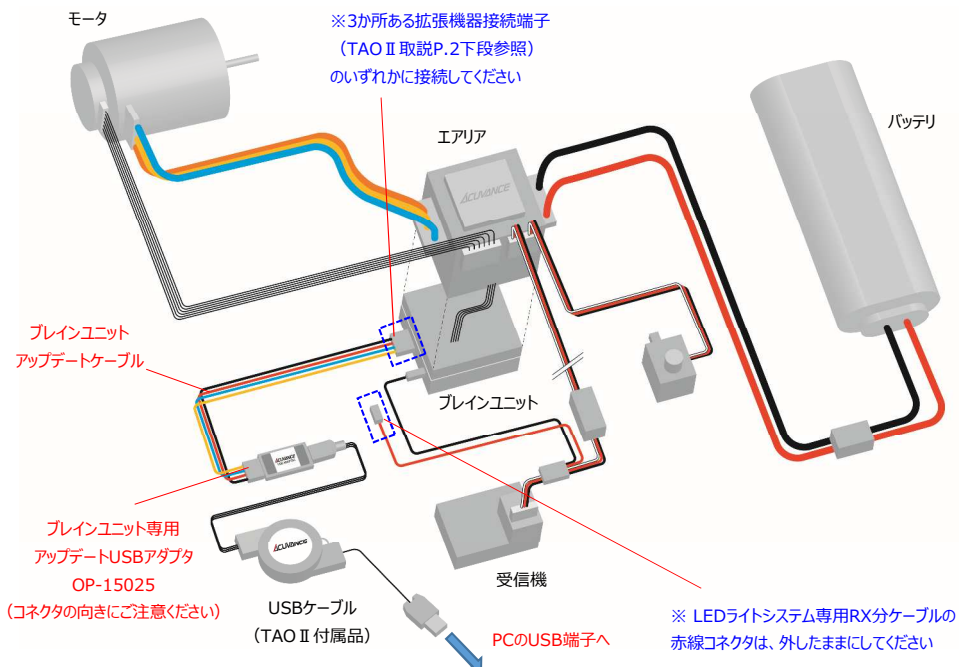 モータ
※3か所ある拡張機器接続端子
（TAOⅡ取説P.2下段参照）
のいずれかに接続してください
エアリア
バッテリ
ACUVANCE
ブレインユニット
アップデートケーブル
ブレインユニット
ACUVANCE
ブレインユニット専用
アップデートUSBアダプタ
OP-15025
（コネクタの向きにご注意ください）
ACUVANCE
USBケーブル
（TAOⅡ付属品）
受信機
PCのUSB端子へ
※ LEDライトシステム専用RX分ケーブルの
赤線コネクタは、外したままにしてください